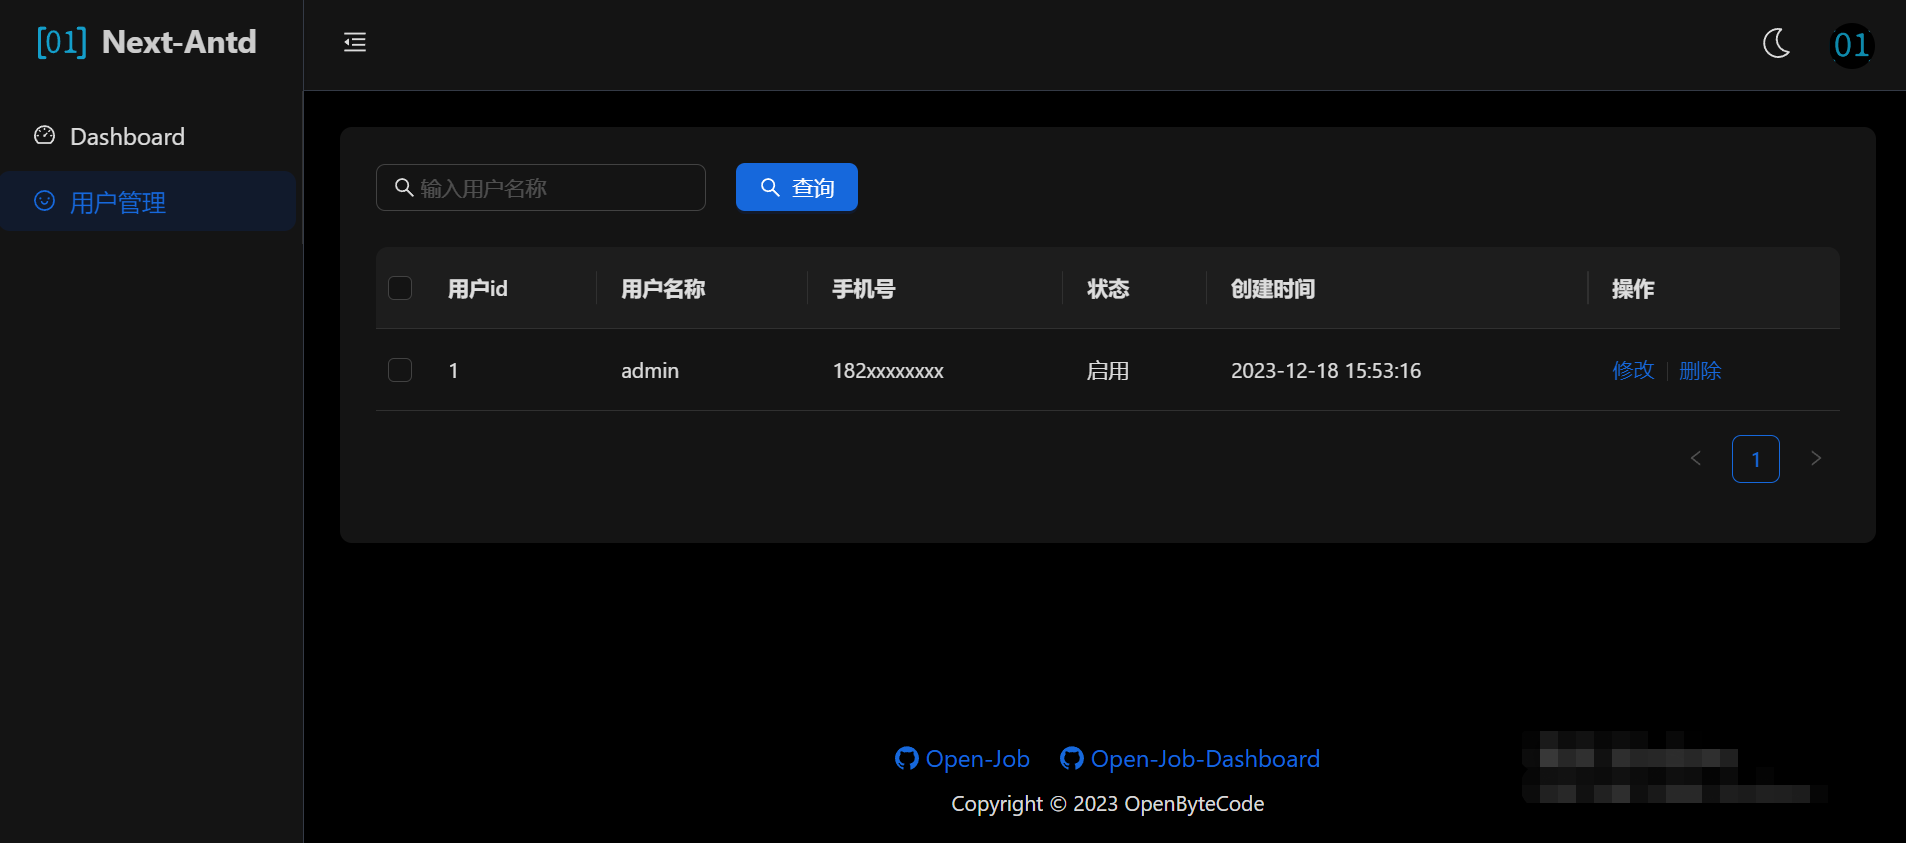 [01] Next-Antd
01
Dashboard
用户管理
输入用户名称
查询
用户id 用户名称 手机号 状态 创建时间 操作
1 admin 182xxxxxxxx 启用 2023-12-18 15:53:16 修改 删除
1
Open-Job Open-Job-Dashboard
Copyright © 2023 OpenByteCode